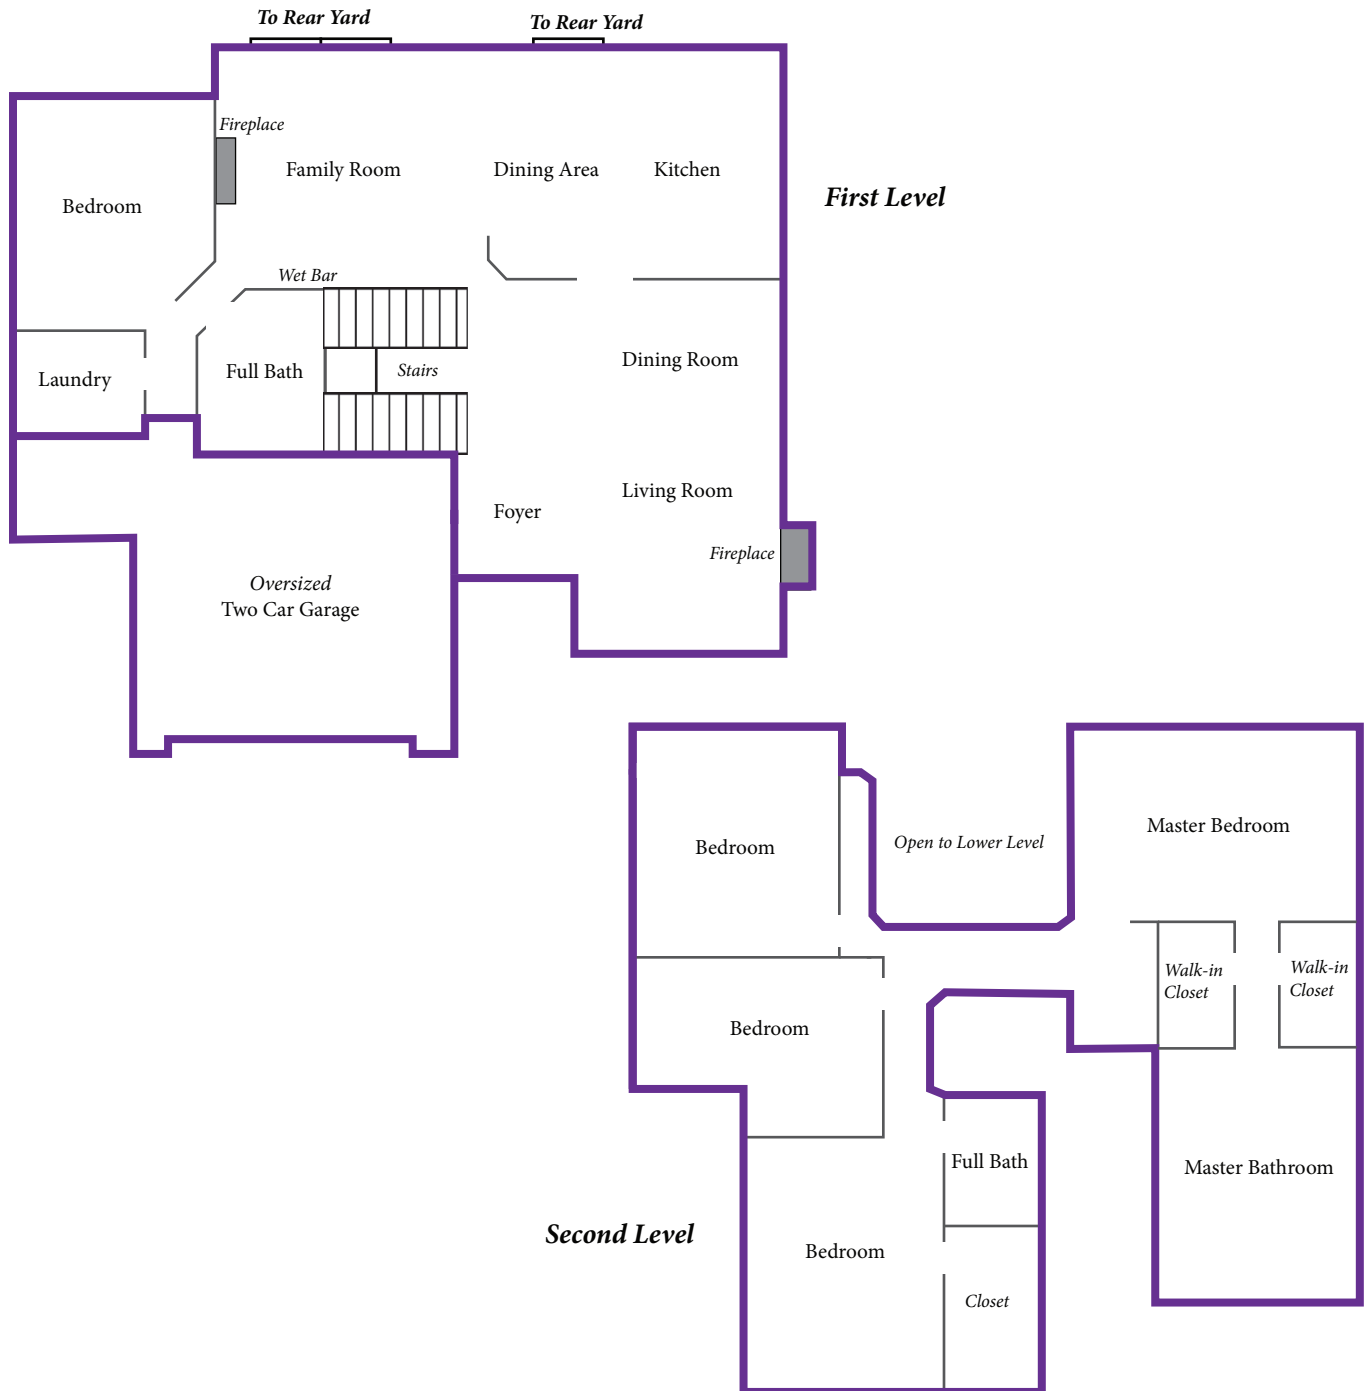 To Rear Yard
To Rear Yard
Fireplace
Family Room
Dining Area
Kitchen
First Level
Bedroom
Wet Bar
Dining Room
Stairs
Full Bath
Laundry
Living Room
Foyer
Fireplace
Oversized
Two Car Garage
Master Bedroom
Open to Lower Level
Bedroom
Walk-in
Closet
Walk-in
Closet
Bedroom
Full Bath
Master Bathroom
Second Level
Bedroom
Closet